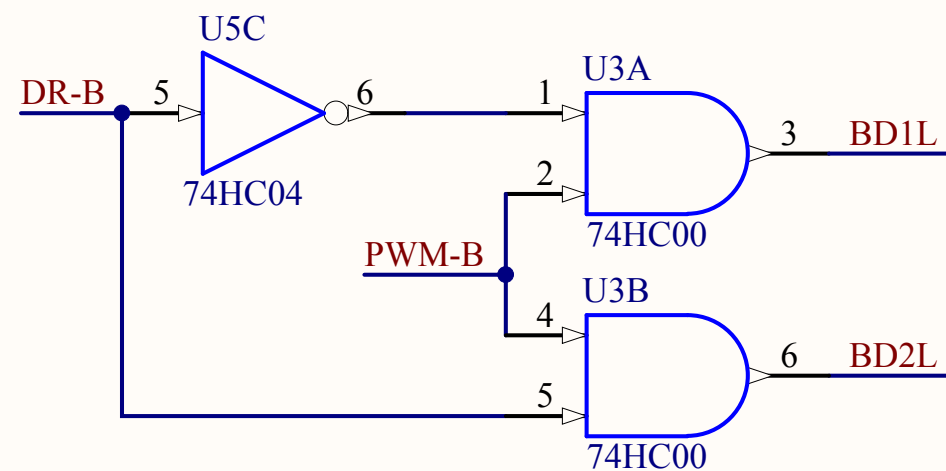 U5C
DR-B
5
6
74HC04
U3A
1
2
3
BD1L
74HC00
PWM-B
U3B
4
5
6
BD2L
74HC00